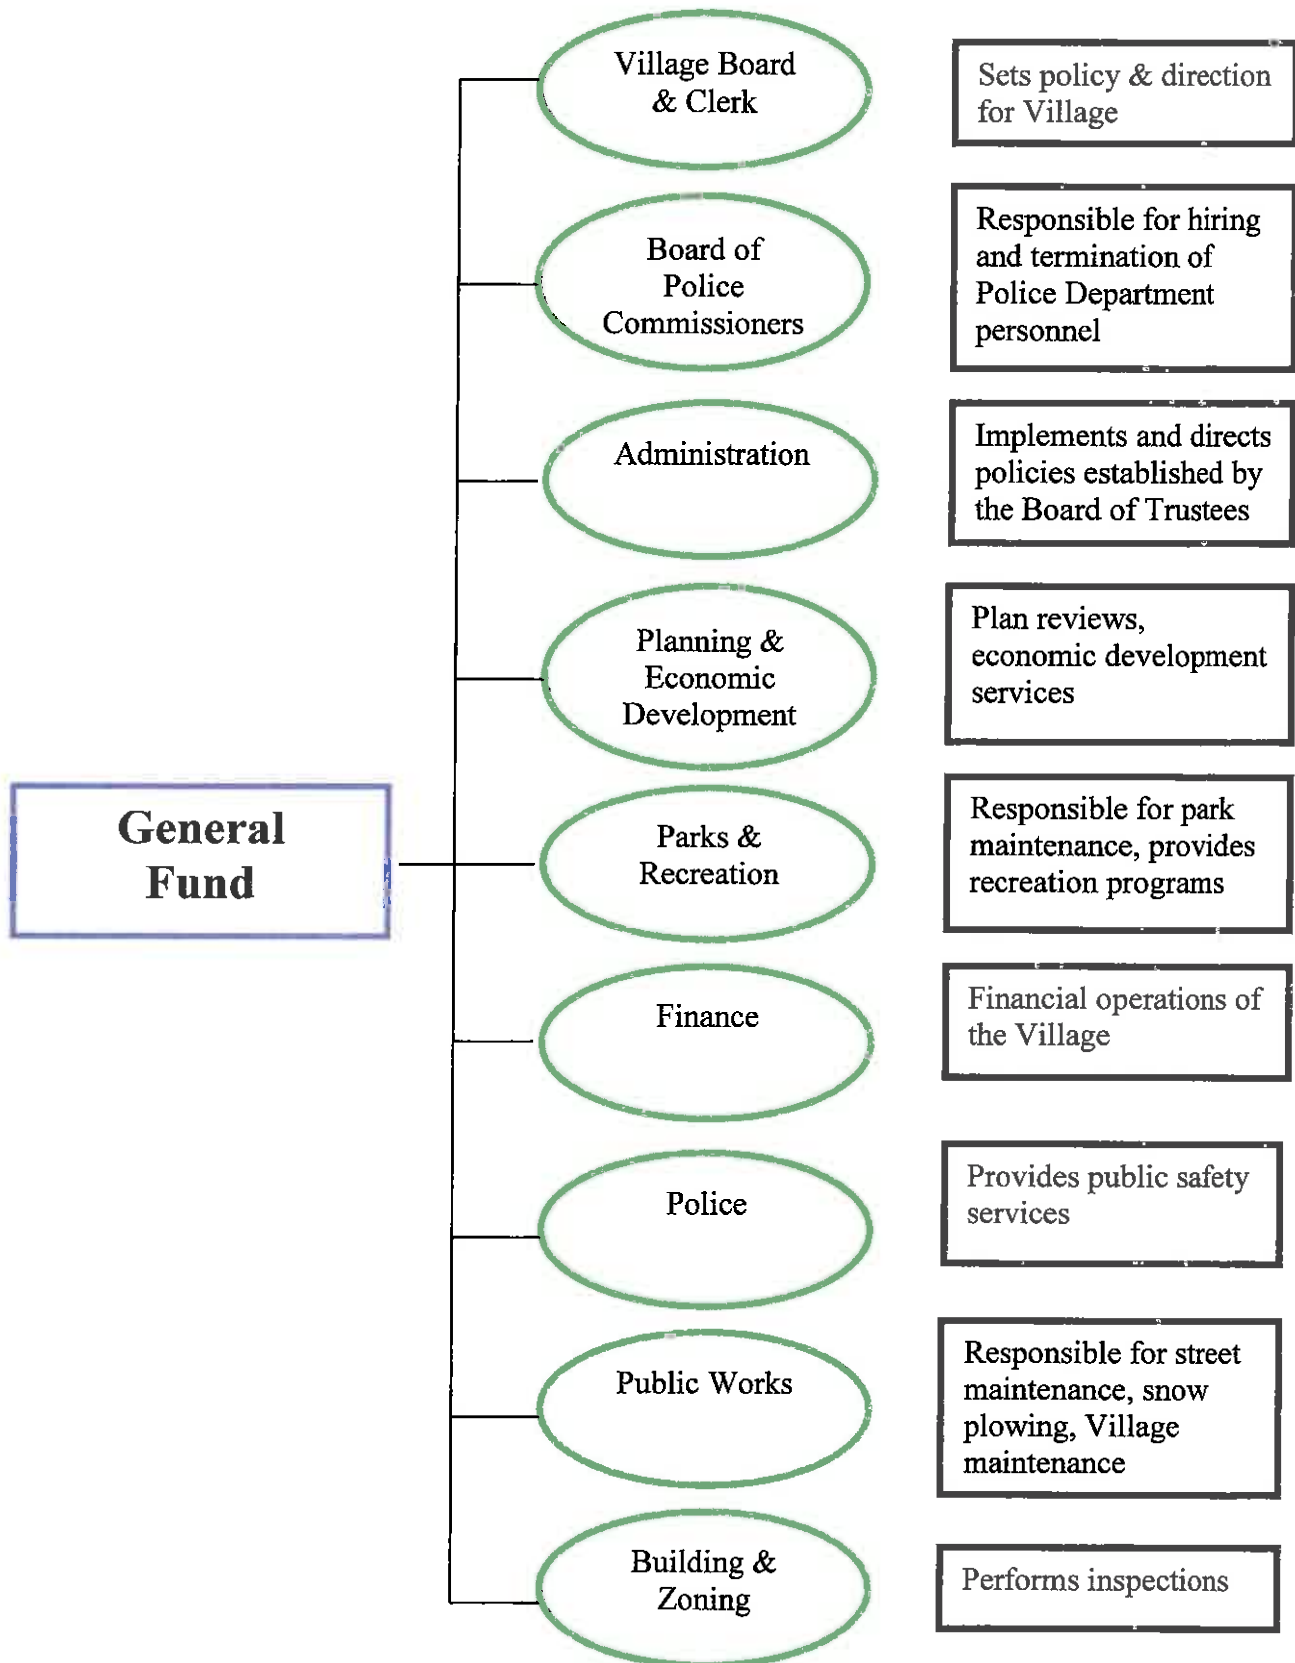 Village Board
& Clerk
Sets policy & direction
for Village
Board of
Police
Commissioners
Responsible for hiring
and termination of
Police Department
personnel
Administration
Implements and directs
policies established by
the Board of Trustees
Planning &
Economic
Development
Plan reviews,
economic development
services
General
Fund
Parks &
Recreation
Responsible for park
maintenance, provides
recreation programs
Finance
Financial operations of
the Village
Police
Provides public safety
services
Public Works
Responsible for street
maintenance, snow
plowing, Village
maintenance
Building &
Zoning
Performs inspections